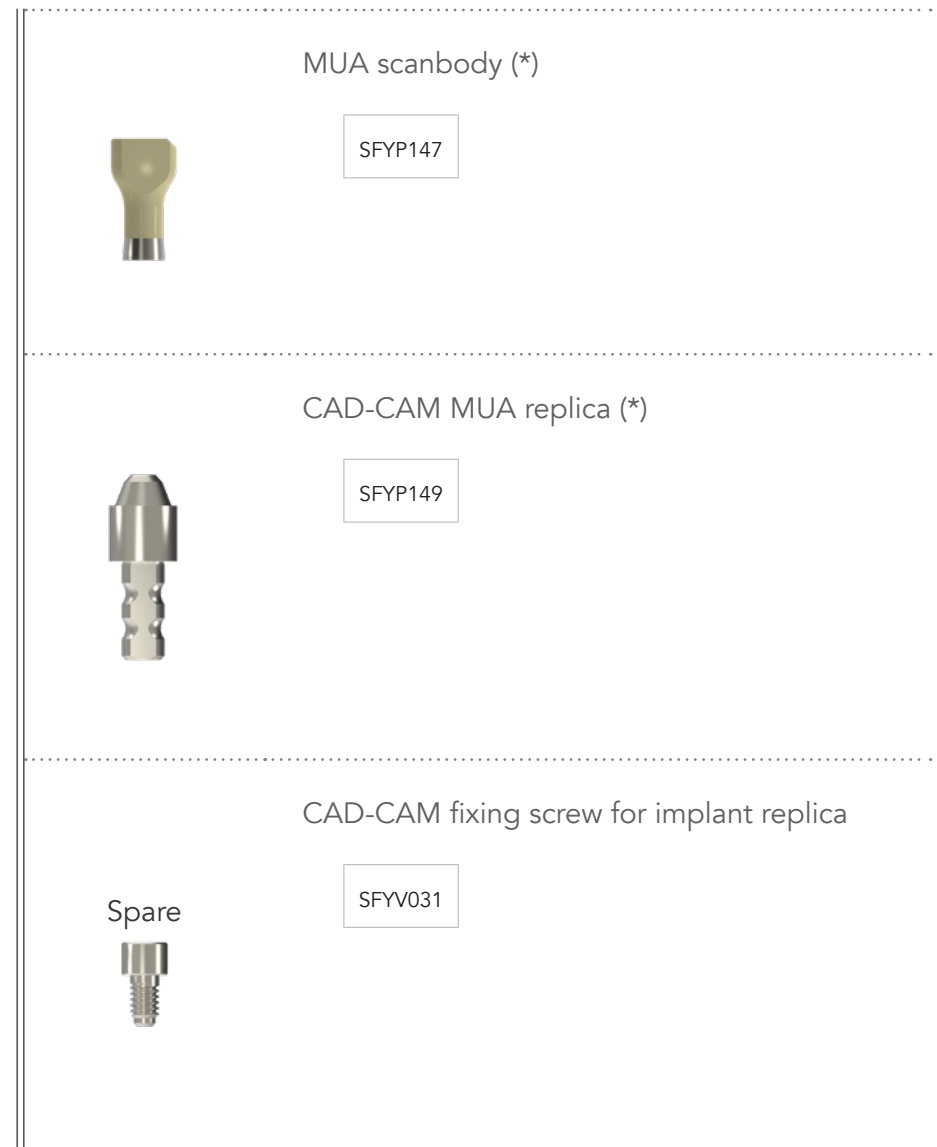 MUA scanbody (*)
SFYP147
CAD-CAM MUA replica (*)
SFYP149
CAD-CAM fixing screw for implant replica
SFYV031
Spare